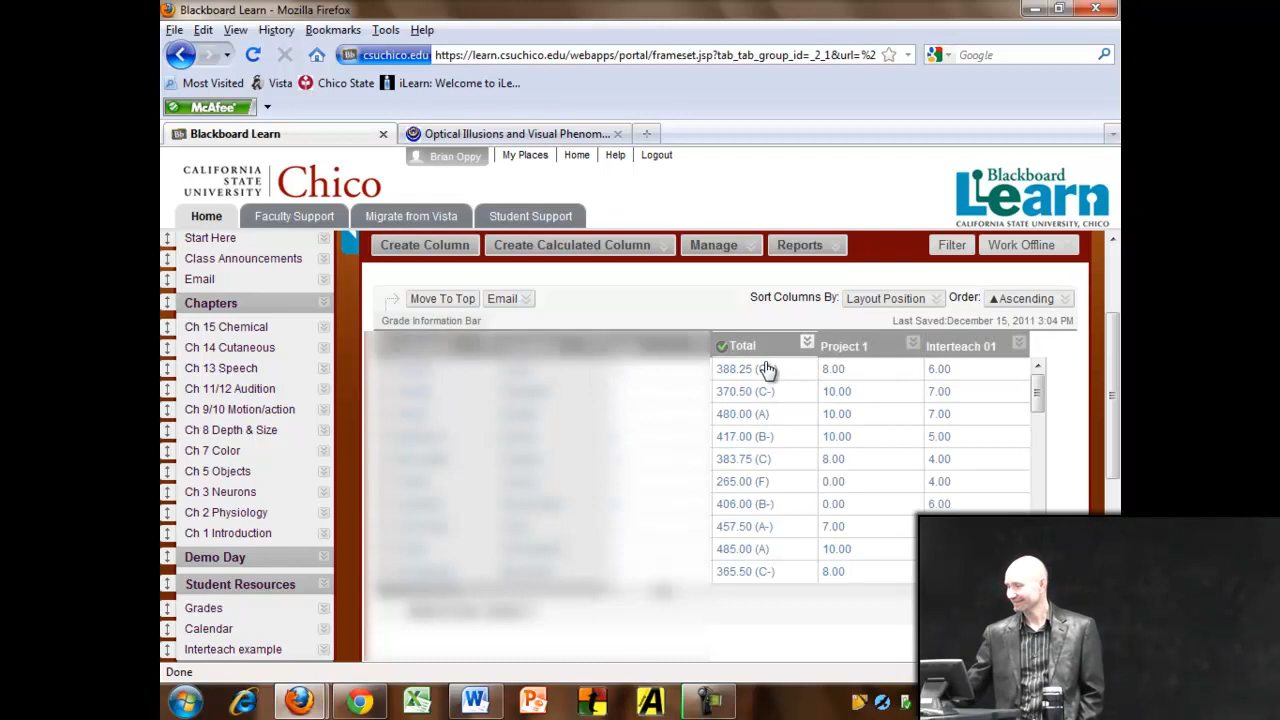 Blackboard Learn - Mozilla Firefox
File Edit View History Bookmarks Tools Help
csuchico.edu https://learn.csuchico.edu/webapps/portal/frameset.jsp?tab_tab_group_id=_2_1&url=%2
Google
Most Visited Vista Chico State iLearn: Welcome to iLe...
McAfee
Blackboard Learn Optical Illusions and Visual Phenom...
Brian Oppy My Places Home Help Logout
CALIFORNIA STATE UNIVERSITY, Chico
Blackboard Learn
CALIFORNIA STATE UNIVERSITY, CHICO
Home Faculty Support Migrate from Vista Student Support
Start Here
Class Announcements
Email
Chapters
Ch 15 Chemical
Ch 14 Cutaneous
Ch 13 Speech
Ch 11/12 Audition
Ch 9/10 Motion/action
Ch 8 Depth & Size
Ch 7 Color
Ch 5 Objects
Ch 3 Neurons
Ch 2 Physiology
Ch 1 Introduction
Demo Day
Student Resources
Grades
Calendar
Interteach example
Create Column Create Calculated Column Manage Reports Filter Work Offline
Move To Top Email Sort Columns By: Layout Position Order: ▲Ascending
Grade Information Bar Last Saved:December 15, 2011 3:04 PM
Total Project 1 Interteach 01
388.25 8.00 6.00
370.50 (C-) 10.00 7.00
480.00 (A) 10.00 7.00
417.00 (B-) 10.00 5.00
383.75 (C) 8.00 4.00
265.00 (F) 0.00 4.00
406.00 (B-) 0.00 6.00
457.50 (A-) 7.00
485.00 (A) 10.00
365.50 (C-) 8.00
Done